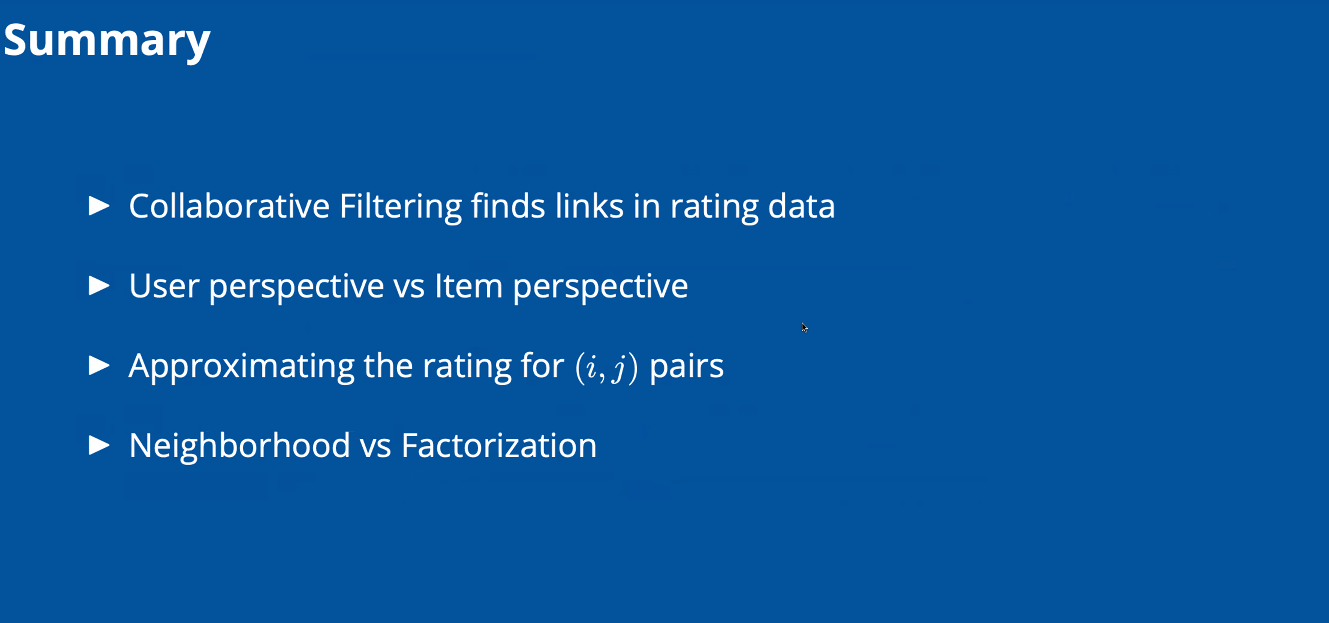 Summary
► Collaborative Filtering finds links in rating data
► User perspective vs Item perspective
► Approximating the rating for (i, j) pairs
► Neighborhood vs Factorization